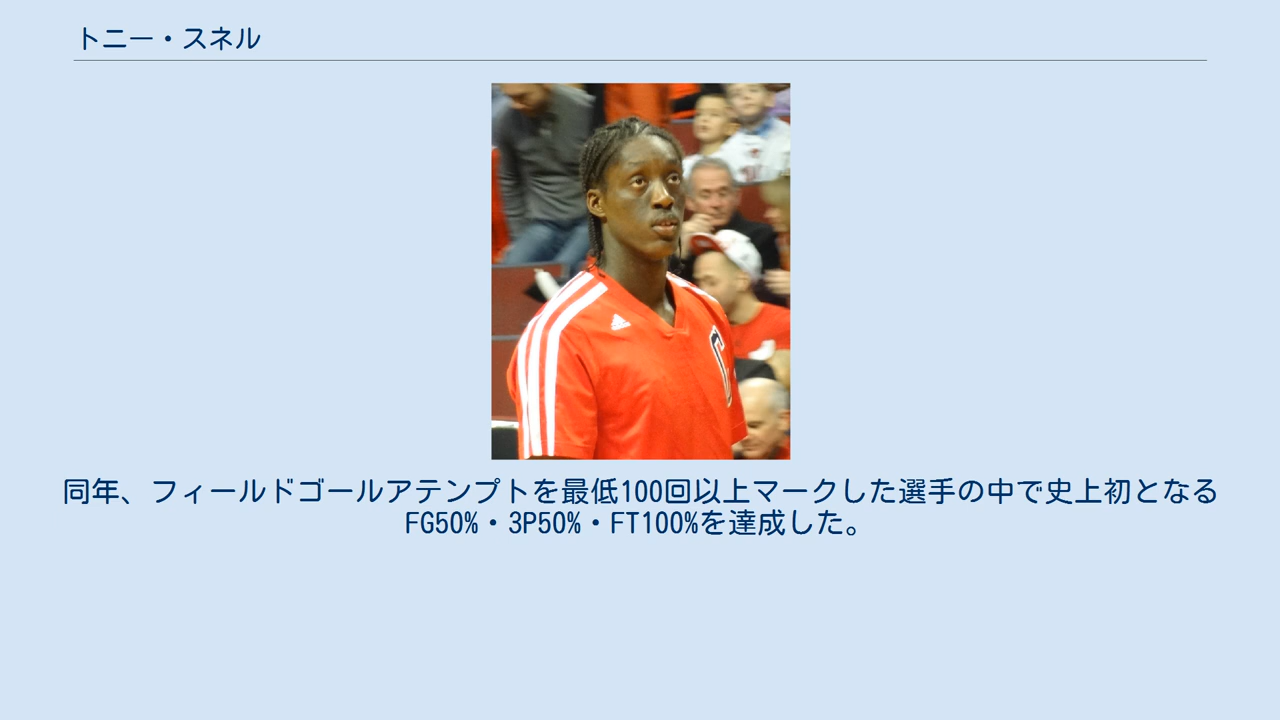 トニー・スネル
同年、フィールドゴールアテンプトを最低100回以上マークした選手の中で史上初となる
FG50%・3P50%・FT100%を達成した。